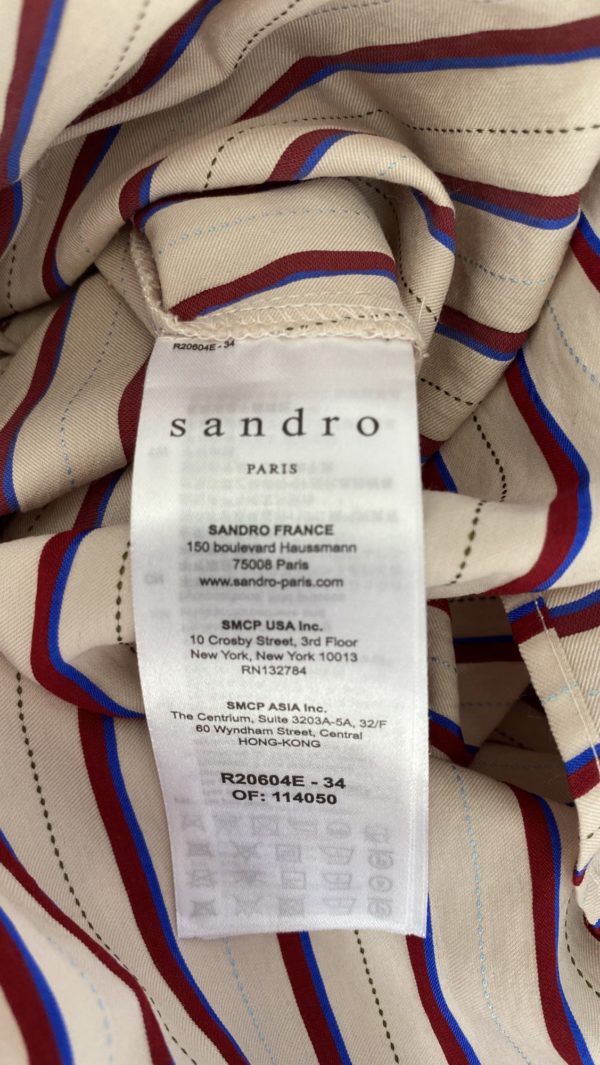 R20604E - 34
sandro
PARIS
SANDRO FRANCE
150 boulevard Haussmann
75008 Paris
www.sandro-paris.com
SMCP USA Inc.
10 Crosby Street, 3rd Floor
New York, New York 10013
RN132784
SMCP ASIA Inc.
The Centrium, Suite 3203A-5A, 32/F
60 Wyndham Street, Central
HONG-KONG
R20604E - 34
OF: 114050